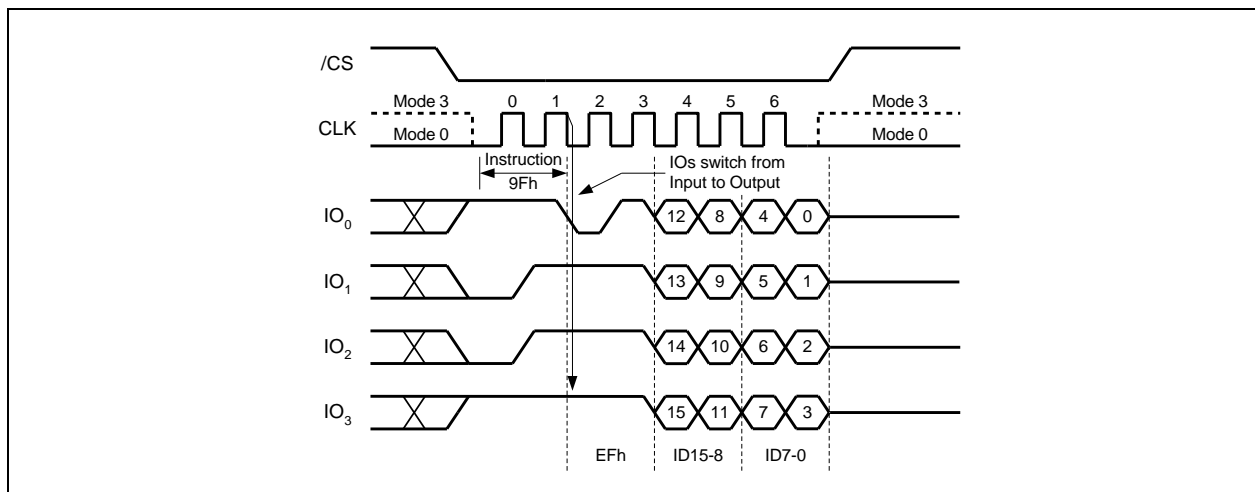 /CS
Mode 3 0 1 2 3 4 5 6 Mode 3
CLK Mode 0 Mode 0
Instruction IOs switch from
9Fh Input to Output
IO0 12 8 4 0
IO1 13 9 5 1
IO2 14 10 6 2
IO3 15 11 7 3
EFh ID15-8 ID7-0